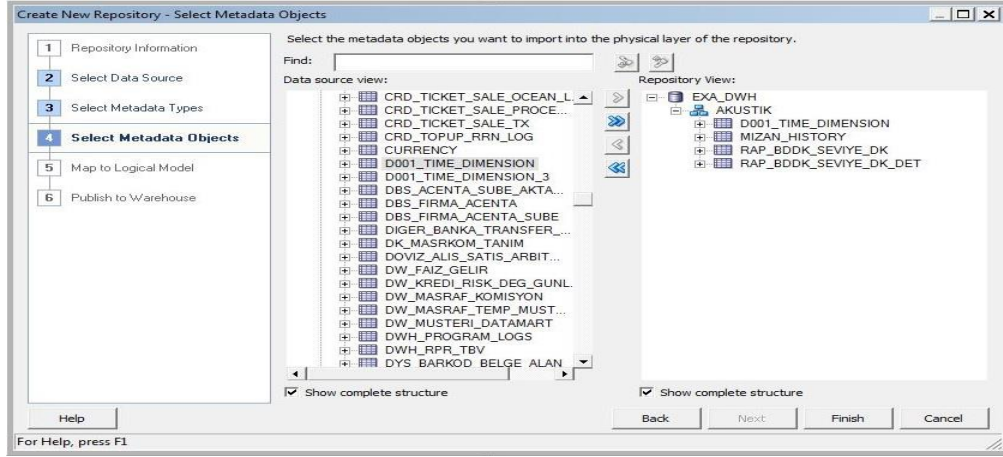 Create New Repository - Select Metadata Objects
1 Repository Information
2 Select Data Source
3 Select Metadata Types
4 Select Metadata Objects
5 Map to Logical Model
6 Publish to Warehouse
Select the metadata objects you want to import into the physical layer of the repository.
Find:
Data source view:
CRD_TICKET_SALE_OCEAN_L
CRD_TICKET_SALE_PROCE...
CRD_TICKET_SALE_TX
CRD_TOPUP_RRN_LOG
CURRENCY
D001_TIME_DIMENSION
D001_TIME_DIMENSION_3
DBS_ACENTA_SUBE_AKTA...
DBS_FIRMA_ACENTA
DBS_FIRMA_ACENTA_SUBE
DIGER_BANKA_TRANSFER_...
DK_MASRKOM_TANIM
DOVIZ_ALIS_SATIS_ARBIT...
DW_FAIZ_GELIR
DW_KREDI_RISK_DEG_GUNL.
DW_MASRAF_KOMISYON
DW_MASRAF_TEMP_MUST...
DW_MUSTERI_DATAMART
DWH_PROGRAM_LOGS
DWH_RPR_TBV
DYS_BARKOD_BELGE_ALAN
Show complete structure
Repository View:
EXA_DWH
AKUSTIK
D001_TIME_DIMENSION
MIZAN_HISTORY
RAP_BDDK_SEVIYE_DK
RAP_BDDK_SEVIYE_DK_DET
Show complete structure
Help
Back Next Finish Cancel
For Help, press F1